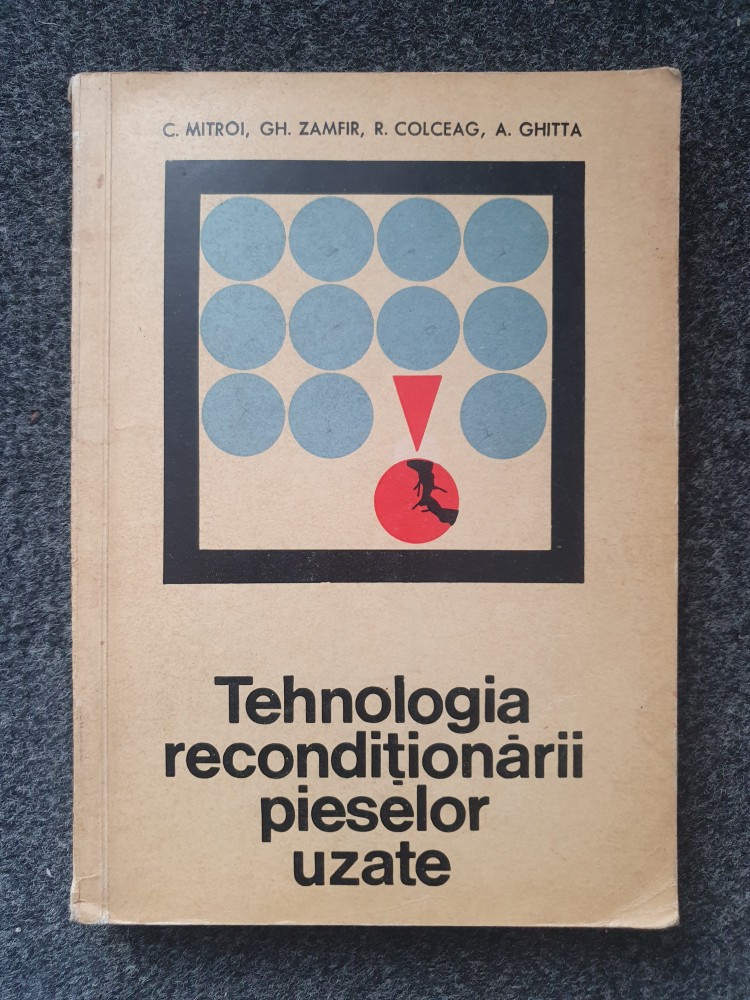 C. MITROI, GH. ZAMFIR, R. COLCEAG, A. GHITTA
Tehnologia
recondiționării
pieselor
uzate